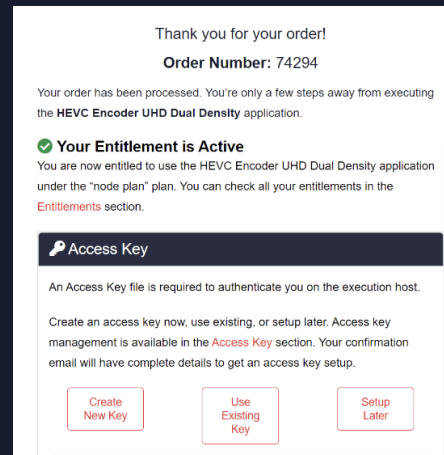 Thank you for your order!
Order Number: 74294
Your order has been processed. You're only a few steps away from executing
the HEVC Encoder UHD Dual Density application.
Your Entitlement is Active
You are now entitled to use the HEVC Encoder UHD Dual Density application
under the "node plan" plan. You can check all your entitlements in the
Entitlements section.
Access Key
An Access Key file is required to authenticate you on the execution host.
Create an access key now, use existing, or setup later. Access key
management is available in the Access Key section. Your confirmation
email will have complete details to get an access key setup.
Create
New Key
Use
Existing
Key
Setup
Later